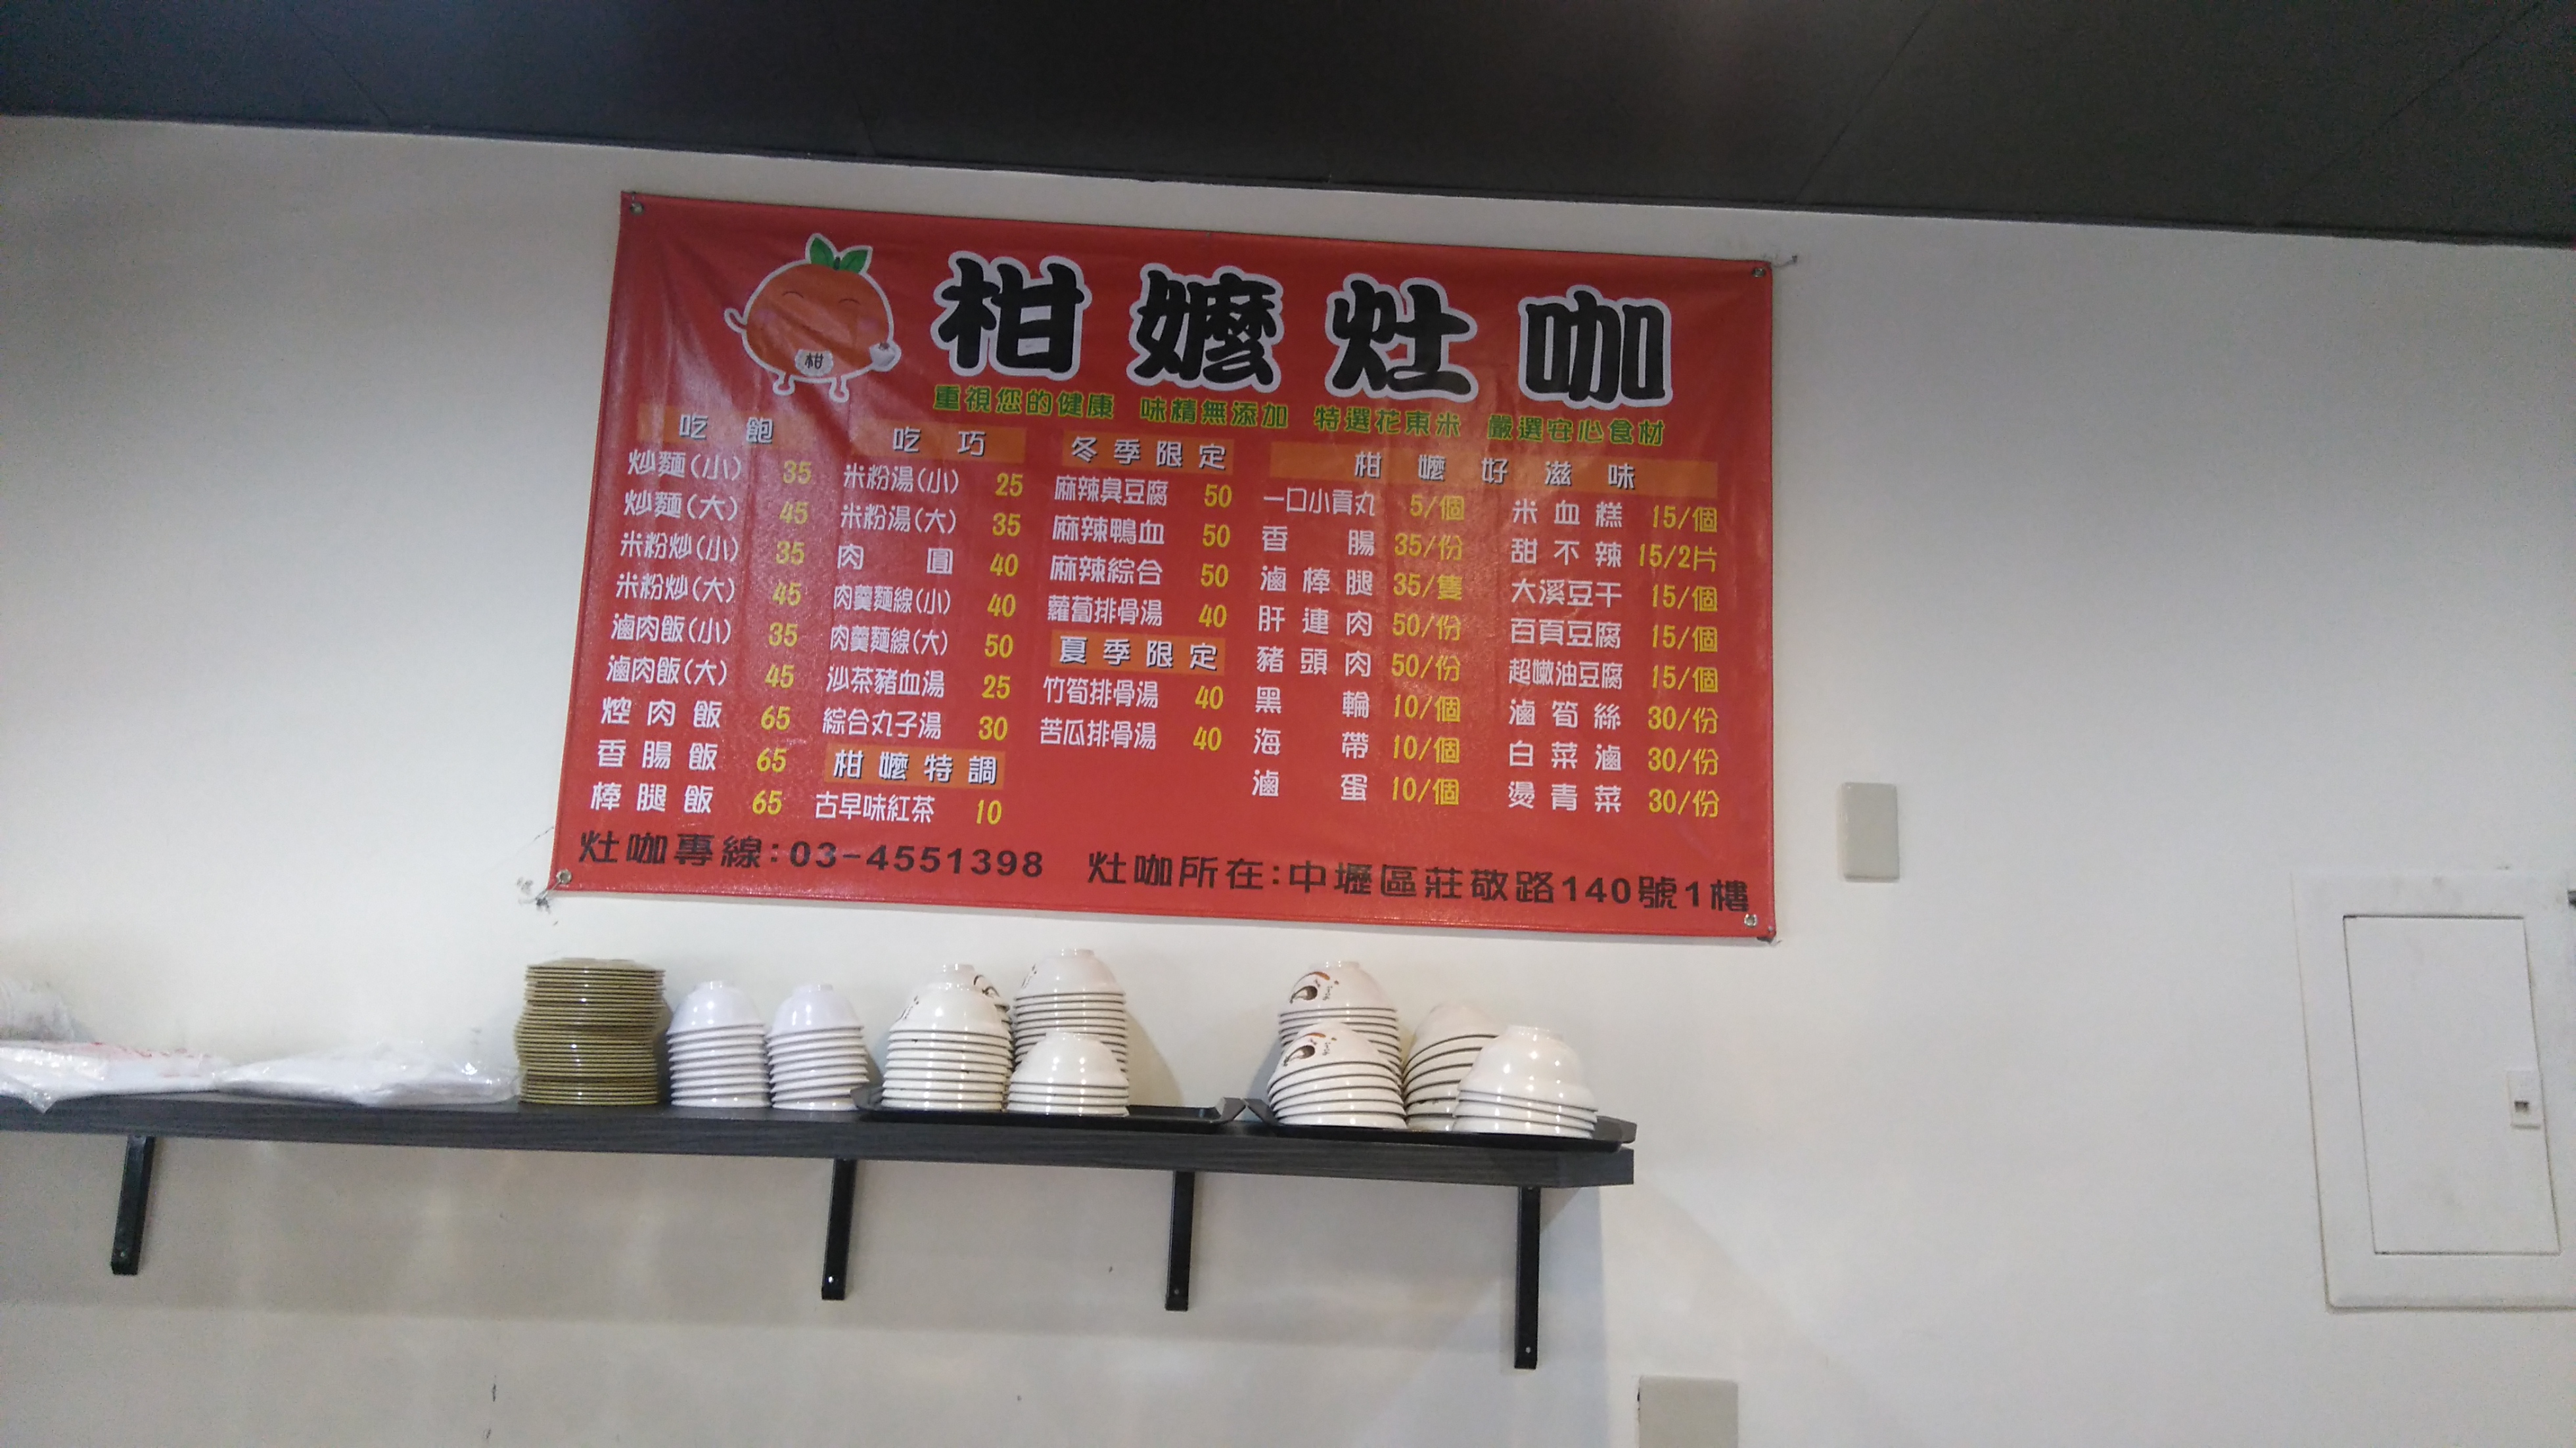 柑嬤灶咖
柑
重視您的健康 味精無添加 特選花東米 嚴選安心食材
吃飽
炒麵(小) 35
炒麵(大) 45
米粉炒(小) 35
米粉炒(大) 45
滷肉飯(小) 35
滷肉飯(大) 45
焢肉飯 65
香腸飯 65
棒腿飯 65
吃巧
米粉湯(小) 25
米粉湯(大) 35
肉圓 40
肉羹麵線(小) 40
肉羹麵線(大) 50
沙茶豬血湯 25
綜合丸子湯 30
柑嬤特調
古早味紅茶 10
冬季限定
麻辣臭豆腐 50
麻辣鴨血 50
麻辣綜合 50
蘿蔔排骨湯 40
夏季限定
竹筍排骨湯 40
苦瓜排骨湯 40
柑嬤好滋味
一口小貢丸 5/個
香腸 35/份
滷棒腿 35/隻
肝連肉 50/份
豬頭肉 50/份
黑輪 10/個
海帶 10/個
滷蛋 10/個
米血糕 15/個
甜不辣 15/2片
大溪豆干 15/個
百頁豆腐 15/個
超嫩油豆腐 15/個
滷筍絲 30/份
白菜滷 30/份
燙青菜 30/份
灶咖專線:03-4551398 灶咖所在:中壢區莊敬路140號1樓